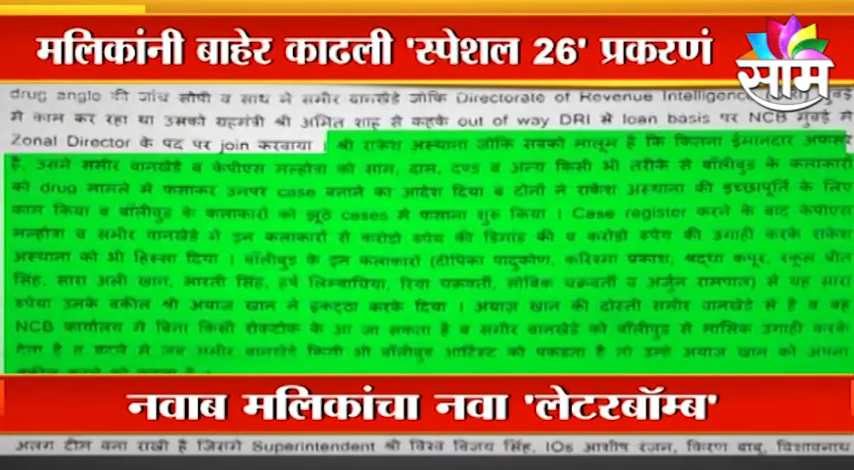 मलिकांनी बाहेर काढली 'स्पेशल 26' प्रकरणं
साम
drug angle की जांच सौपी व साथ मे समीर वानखेडे जोकि Directorate of Revenue Intelligence मुंबई
मे काम कर रहा था उसको ग्रहमंत्री श्री अमित शाह से कहके out of way DRI से loan basis पर NCB मुबई मे
Zonal Director के पद पर join करवाया । श्री राकेश अस्थाना जोकि सबको मालूम है कि कितना ईमानदार अफसर
है, उसने समीर वानखेडे व केपीएस मल्होत्रा को साम, दाम, दण्ड व अन्य किसी भी तरीके से बॉलीवुड के कलाकारों
को drug मामले मे फसाकर उनपर case बनाने का आदेश दिया व दोनो ने राकेश अस्थाना की इच्छापूर्ति के लिए
काम किया व बॉलीवुड के कलाकारों को झूठे cases मे फसाना शुरु किया । Case register करने के बाद केपीएस
मल्होत्रा व समीर वानखेडे ने इन कलाकारों से करोडो रुपये की डिमांड की व करोडो रुपये की उगाही करके राकेश
अस्थाना को भी हिस्सा दिया । बॉलीवुड के इन कलाकारों (दीपिका पादुकोण, करिश्मा प्रकाश, श्रद्धा कपूर, रकूल प्रीत
सिंह, सारा अली खान, भारती सिंह, हर्ष लिम्बाचिया, रिया चक्रवर्ती, सोविक चक्रवर्ती व अर्जुन रामपाल) से यह सारा
रुपया उनके वकील श्री अयाज खान ने इकट्ठा करके दिया । अयाज खान की दोस्ती समीर वानखेडे से है व वह
NCB कार्यालय मे बिना किसी रोकटोक के आ जा सकता है व समीर वानखेडे को बॉलीवुड से मासिक उगाही करके
देता है व बदले मे जब समीर वानखेडे किसी भी बॉलीवुड आर्टिस्ट को पकडता है तो उन्हे अयाज खान को अपना
नवाब मलिकांचा नवा 'लेटरबॉम्ब'
अलग टीम बना राखी है जिसमे Superintendent श्री विश्व विजय सिंह, IOs आशीष रंजन, किरण बाबू, विशावनाथ